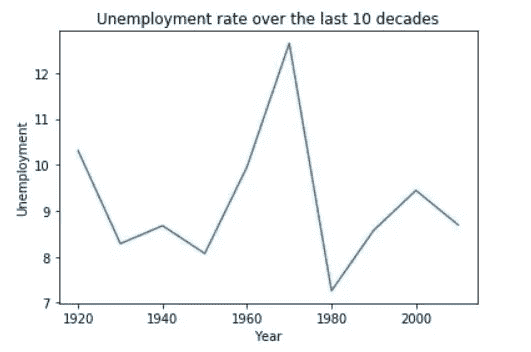 Unemployment rate over the last 10 decades
12
11
10
9
8
7
Unemployment
1920 1940 1960 1980 2000
Year